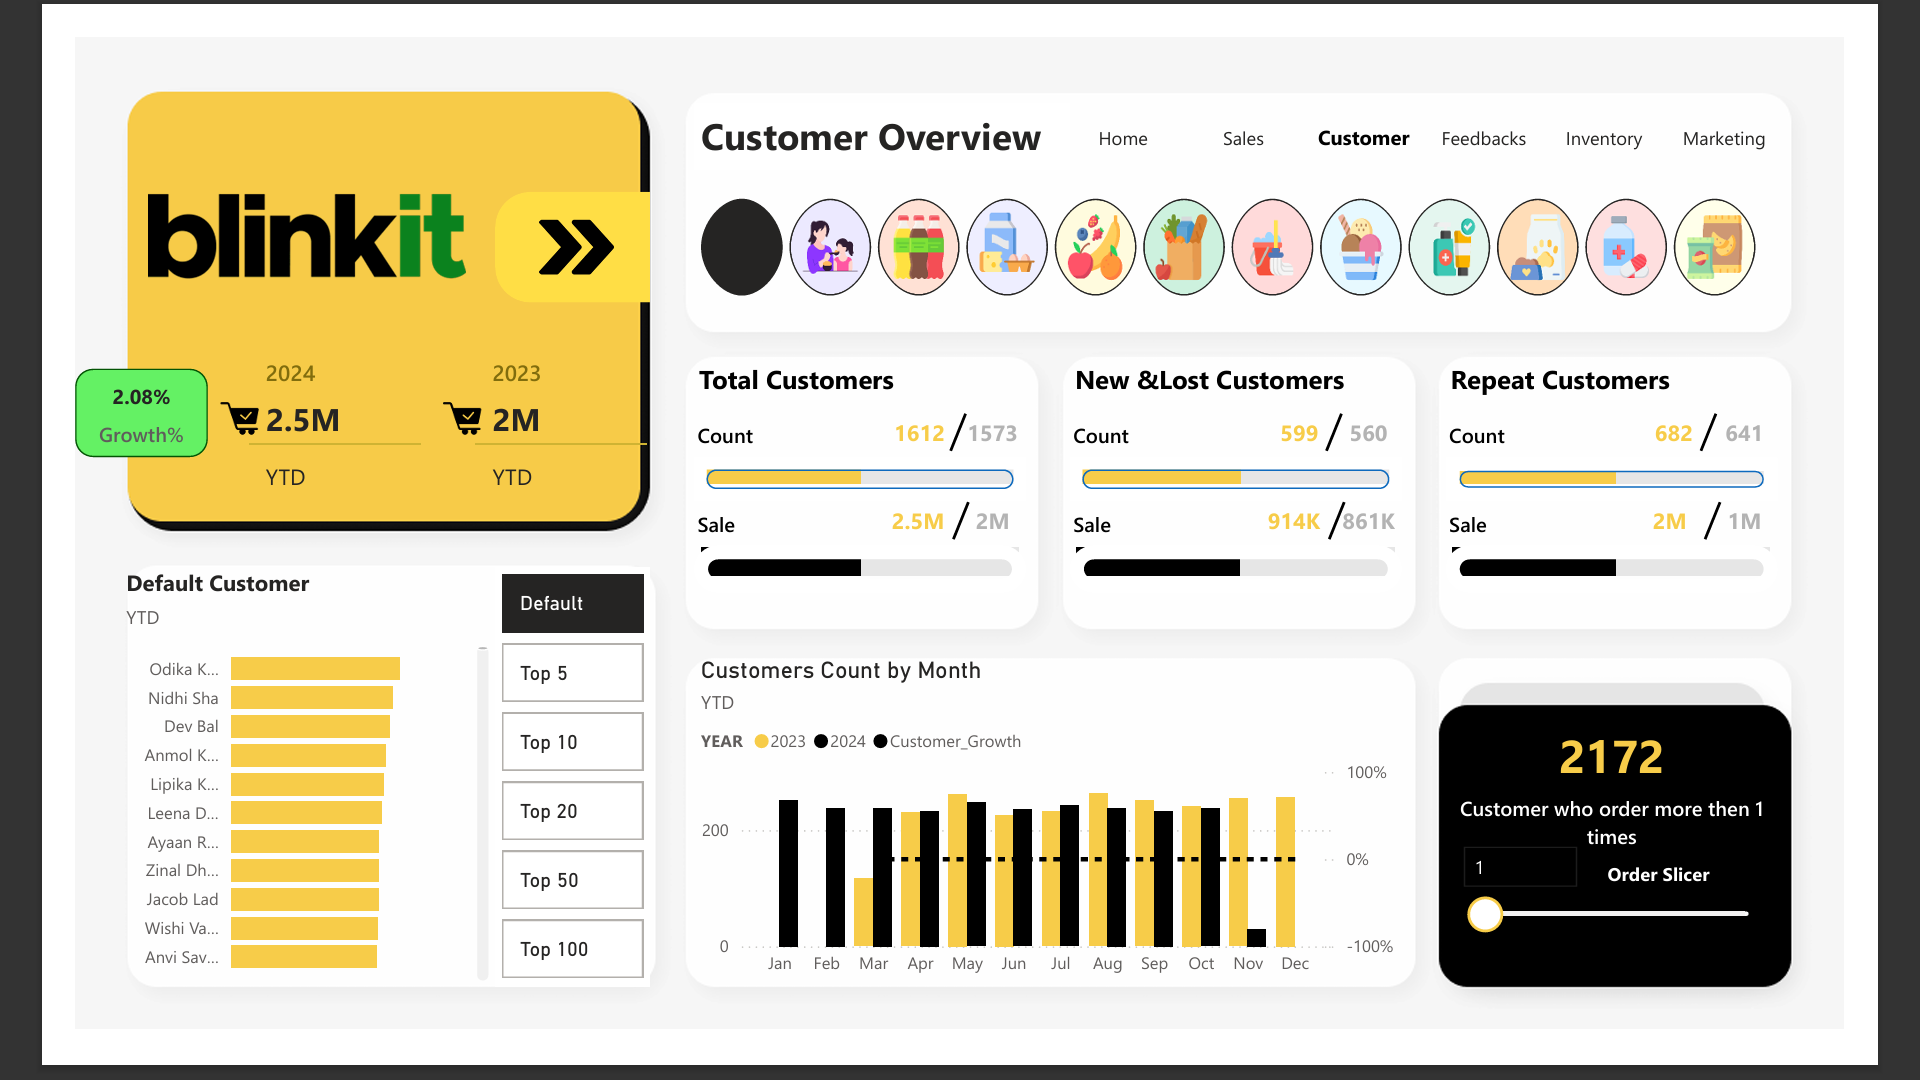 blinkit
2024
2023
2.08%
Growth%
2.5M
2M
YTD
YTD
Customer Overview
Home
Sales
Customer
Feedbacks
Inventory
Marketing
Total Customers
Count
1612 / 1573
Sale
2.5M / 2M
New &Lost Customers
Count
599 / 560
Sale
914K / 861K
Repeat Customers
Count
682 / 641
Sale
2M / 1M
Default Customer
YTD
Odika K...
Nidhi Sha
Dev Bal
Anmol K...
Lipika K...
Leena D...
Ayaan R...
Zinal Dh...
Jacob Lad
Wishi Va...
Anvi Sav...
Default
Top 5
Top 10
Top 20
Top 50
Top 100
Customers Count by Month
YTD
YEAR 2023 2024 Customer_Growth
100%
200
0%
0
-100%
Jan Feb Mar Apr May Jun Jul Aug Sep Oct Nov Dec
2172
Customer who order more then 1
times
1
Order Slicer